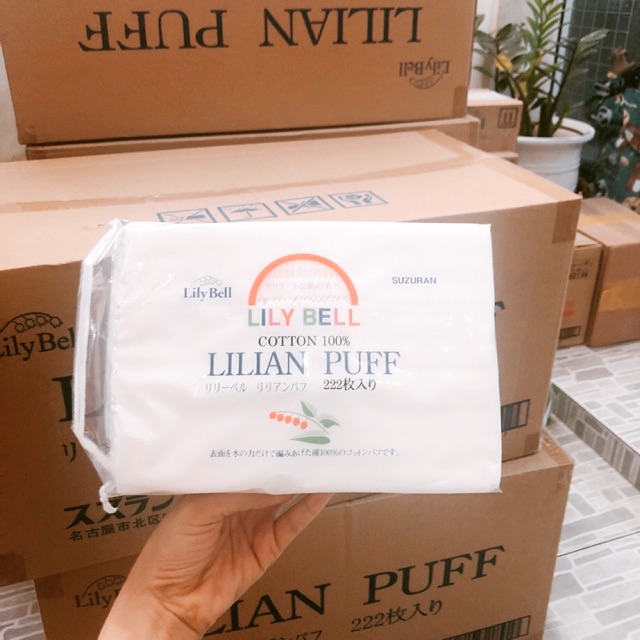 LILIAN PUFF
LilyBell
LilyBell
SUZURAN
LILY BELL
COTTON 100%
LILIAN PUFF
リリーベル リリアンパフ 222枚入り
表面を水の力だけで編みあげた綿100%のコットンパフです。
LilyBell
スズラン
名古屋市北区
LilyBell
LILIAN PUFF
222枚入り